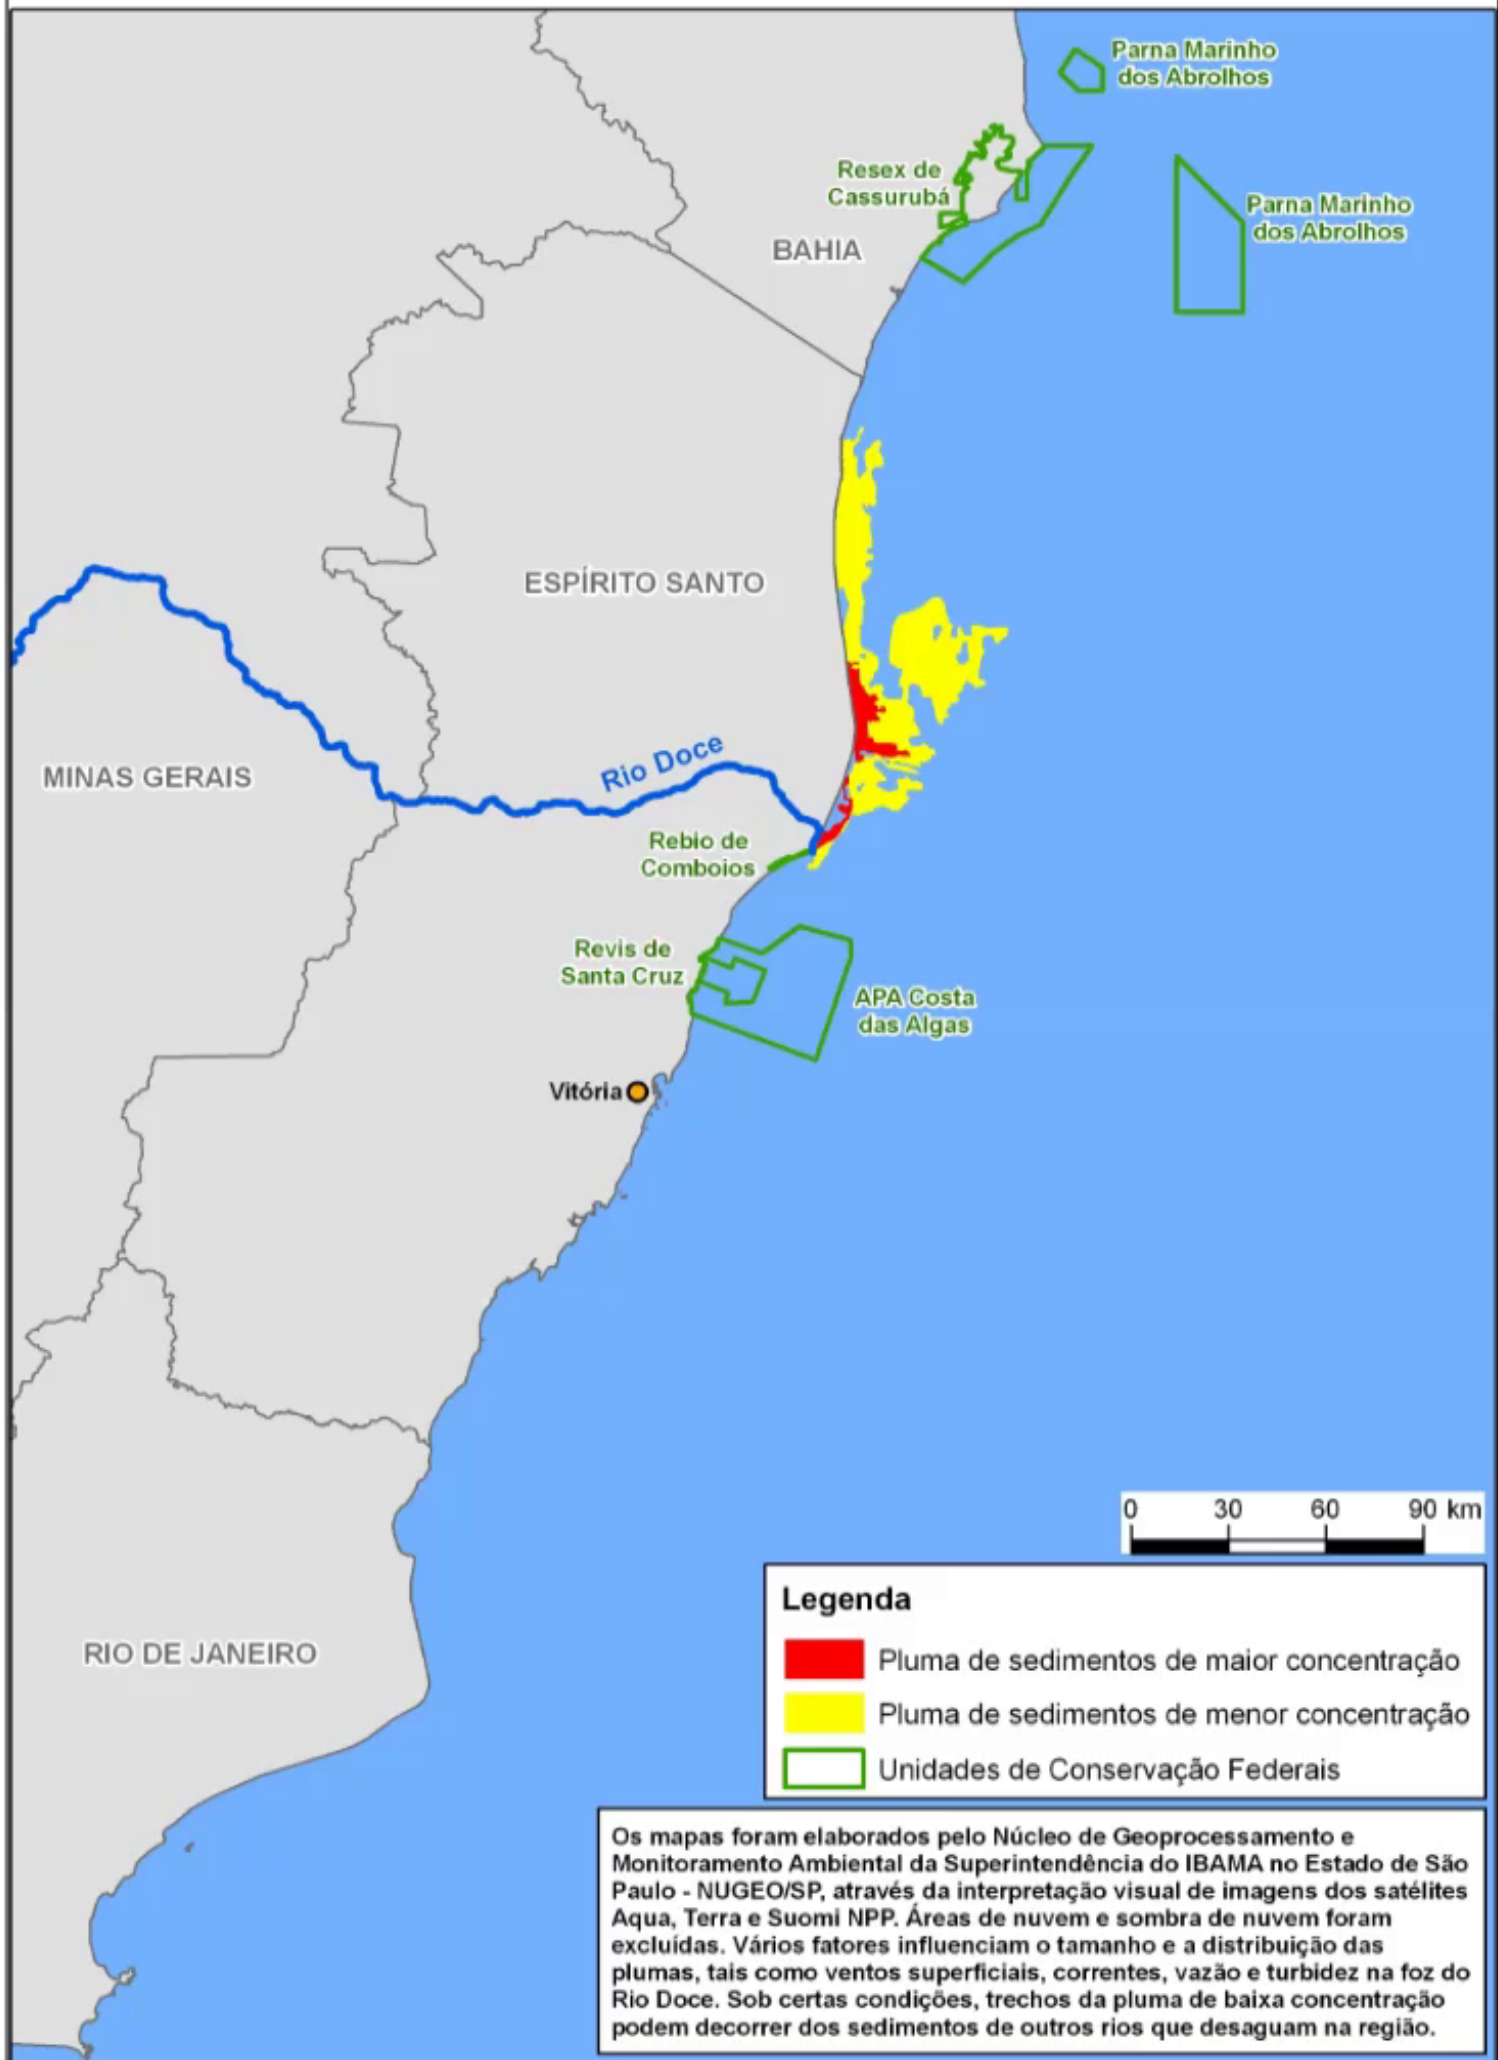 Parna Marinho
dos Abrolhos
Resex de
Cassurubá
Parna Marinho
dos Abrolhos
BAHIA
ESPÍRITO SANTO
Rio Doce
MINAS GERAIS
Rebio de
Comboios
Revis de
Santa Cruz
APA Costa
das Algas
Vitória
0 30 60 90 km
Legenda
Pluma de sedimentos de maior concentração
RIO DE JANEIRO
Pluma de sedimentos de menor concentração
Unidades de Conservação Federais
Os mapas foram elaborados pelo Núcleo de Geoprocessamento e
Monitoramento Ambiental da Superintendência do IBAMA no Estado de São
Paulo - NUGEO/SP, através da interpretação visual de imagens dos satélites
Aqua, Terra e Suomi NPP. Áreas de nuvem e sombra de nuvem foram
excluídas. Vários fatores influenciam o tamanho e a distribuição das
plumas, tais como ventos superficiais, correntes, vazão e turbidez na foz do
Rio Doce. Sob certas condições, trechos da pluma de baixa concentração
podem decorrer dos sedimentos de outros rios que desaguam na região.